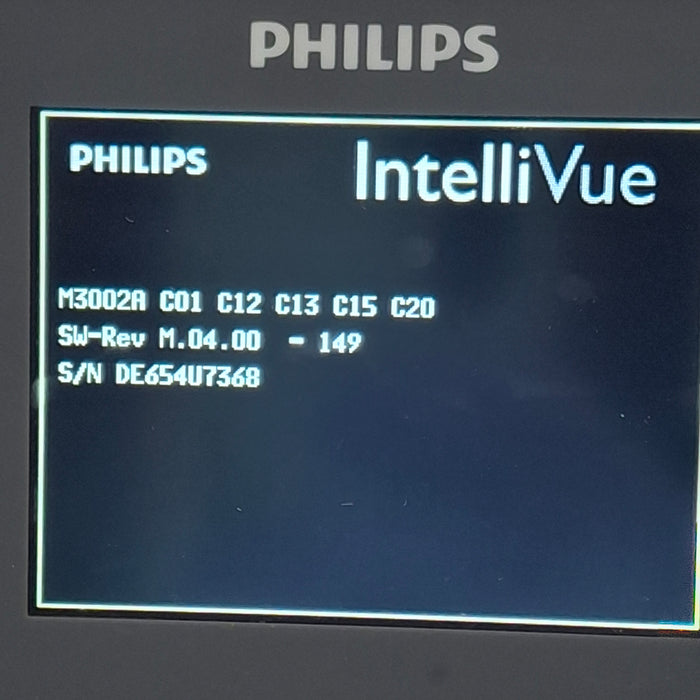 PHILIPS
PHILIPS IntelliVue
M3002A C01 C12 C13 C15 C20
SW-Rev M.04.00 - 149
S/N DE654U7368